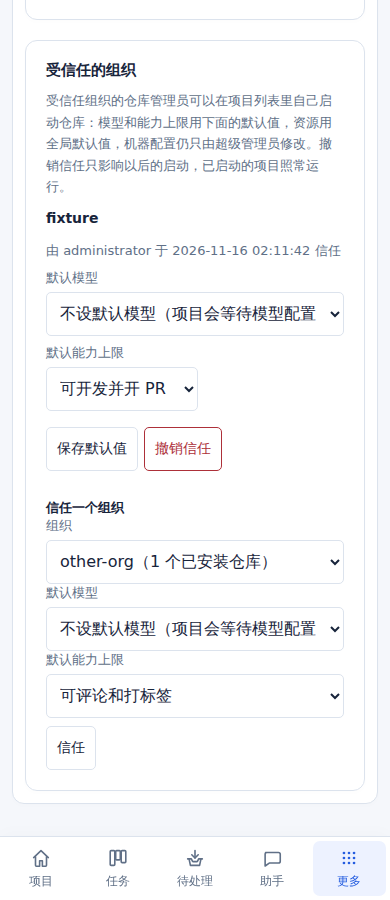 受信任的组织
受信任组织的仓库管理员可以在项目列表里自己启
动仓库：模型和能力上限用下面的默认值，资源用
全局默认值，机器配置仍只由超级管理员修改。撤
销信任只影响以后的启动，已启动的项目照常运
行。
fixture
由 administrator 于 2026-11-16 02:11:42 信任
默认模型
不设默认模型（项目会等待模型配置
默认能力上限
可开发并开 PR
保存默认值 撤销信任
信任一个组织
组织
other-org（1 个已安装仓库）
默认模型
不设默认模型（项目会等待模型配置
默认能力上限
可评论和打标签
信任
项目 任务 待处理 助手 更多